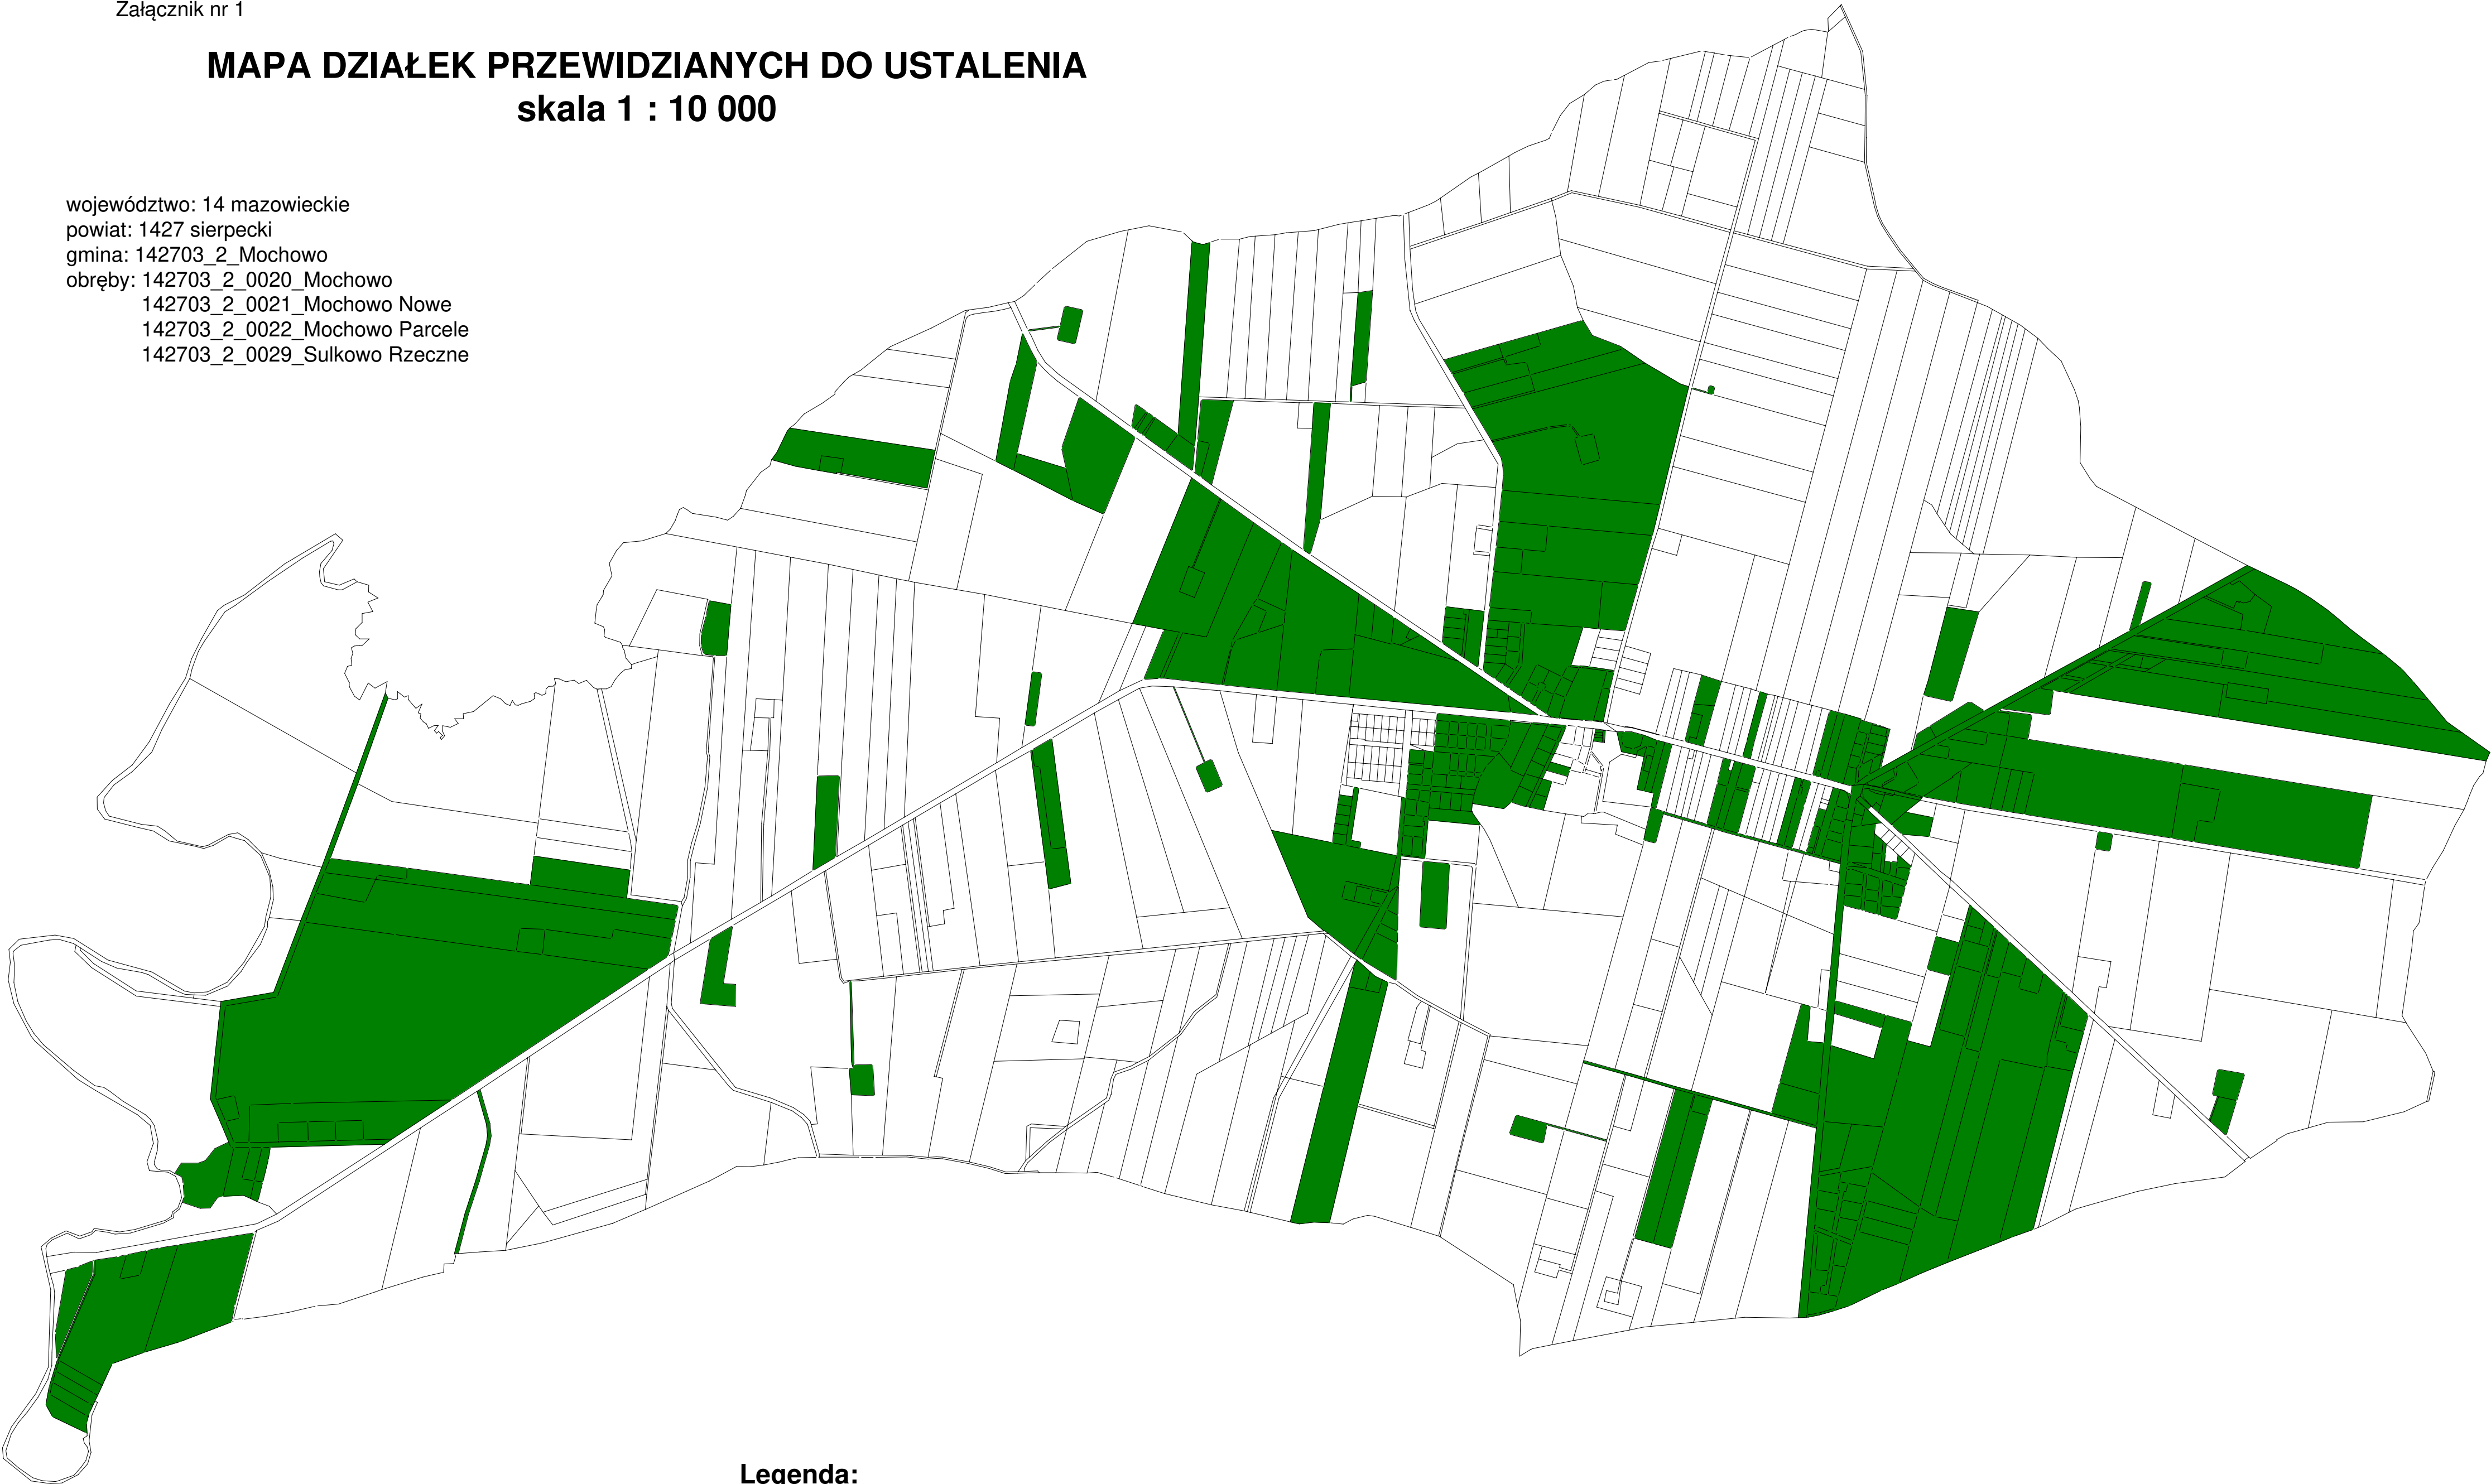 Załącznik nr 1
MAPA DZIAŁEK PRZEWIDZIANYCH DO USTALENIA
skala 1 : 10 000
województwo: 14 mazowieckie
powiat: 1427 sierpecki
gmina: 142703_2_Mochowo
obręby: 142703_2_0020_Mochowo
142703_2_0021_Mochowo Nowe
142703_2_0022_Mochowo Parcele
142703_2_0029_Sulkowo Rzeczne
Legenda: